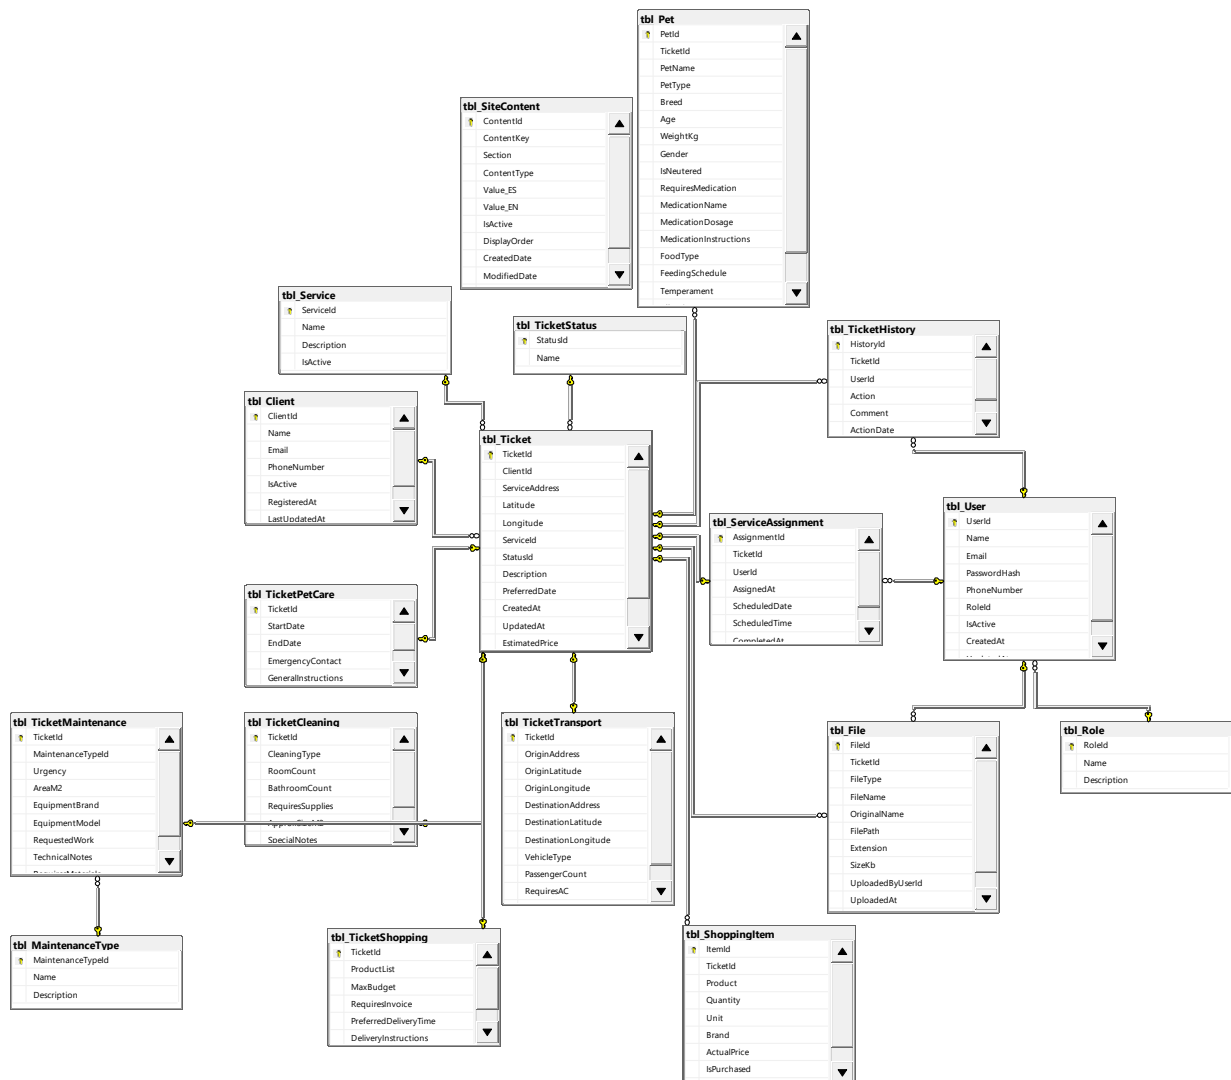 tbl_Pet
PetId
TicketId
PetName
PetType
Breed
Age
WeightKg
Gender
IsNeutered
RequiresMedication
MedicationName
MedicationDosage
MedicationInstructions
FoodType
FeedingSchedule
Temperament
tbl_SiteContent
ContentId
ContentKey
Section
ContentType
Value_ES
Value_EN
IsActive
DisplayOrder
CreatedDate
ModifiedDate
tbl_Service
ServiceId
Name
Description
IsActive
tbl_TicketStatus
StatusId
Name
tbl_TicketHistory
HistoryId
TicketId
UserId
Action
Comment
ActionDate
tbl_Client
ClientId
Name
Email
PhoneNumber
IsActive
RegisteredAt
LastUpdatedAt
tbl_Ticket
TicketId
ClientId
ServiceAddress
Latitude
Longitude
ServiceId
StatusId
Description
PreferredDate
CreatedAt
UpdatedAt
EstimatedPrice
tbl_ServiceAssignment
AssignmentId
TicketId
UserId
AssignedAt
ScheduledDate
ScheduledTime
CompletedAt
tbl_User
UserId
Name
Email
PasswordHash
PhoneNumber
RoleId
IsActive
CreatedAt
tbl_TicketPetCare
TicketId
StartDate
EndDate
EmergencyContact
GeneralInstructions
tbl_TicketMaintenance
TicketId
MaintenanceTypeId
Urgency
AreaM2
EquipmentBrand
EquipmentModel
RequestedWork
TechnicalNotes
tbl_TicketCleaning
TicketId
CleaningType
RoomCount
BathroomCount
RequiresSupplies
SpecialNotes
tbl_TicketTransport
TicketId
OriginAddress
OriginLatitude
OriginLongitude
DestinationAddress
DestinationLatitude
DestinationLongitude
VehicleType
PassengerCount
RequiresAC
tbl_File
FileId
TicketId
FileType
FileName
OriginalName
FilePath
Extension
SizeKb
UploadedByUserId
UploadedAt
tbl_Role
RoleId
Name
Description
tbl_MaintenanceType
MaintenanceTypeId
Name
Description
tbl_TicketShopping
TicketId
ProductList
MaxBudget
RequiresInvoice
PreferredDeliveryTime
DeliveryInstructions
tbl_ShoppingItem
ItemId
TicketId
Product
Quantity
Unit
Brand
ActualPrice
IsPurchased